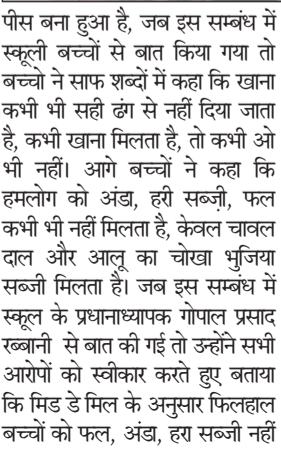 पीस बना हुआ है, जब इस सम्बंध में
स्कूली बच्चों से बात किया गया तो
बच्चो ने साफ शब्दों में कहा कि खाना
कभी भी सही ढंग से नहीं दिया जाता
है, कभी खाना मिलता है, तो कभी ओ
भी नहीं। आगे बच्चों ने कहा कि
हमलोग को अंडा, हरी सब्ज़ी, फल
कभी भी नहीं मिलता है, केवल चावल
दाल और आलू का चोखा भुजिया
सब्जी मिलता है। जब इस सम्बंध में
स्कूल के प्रधानाध्यापक गोपाल प्रसाद
रब्बानी से बात की गई तो उन्होंने सभी
आरोपों को स्वीकार करते हुए बताया
कि मिड डे मिल के अनुसार फिलहाल
बच्चों को फल, अंडा, हरा सब्जी नहीं